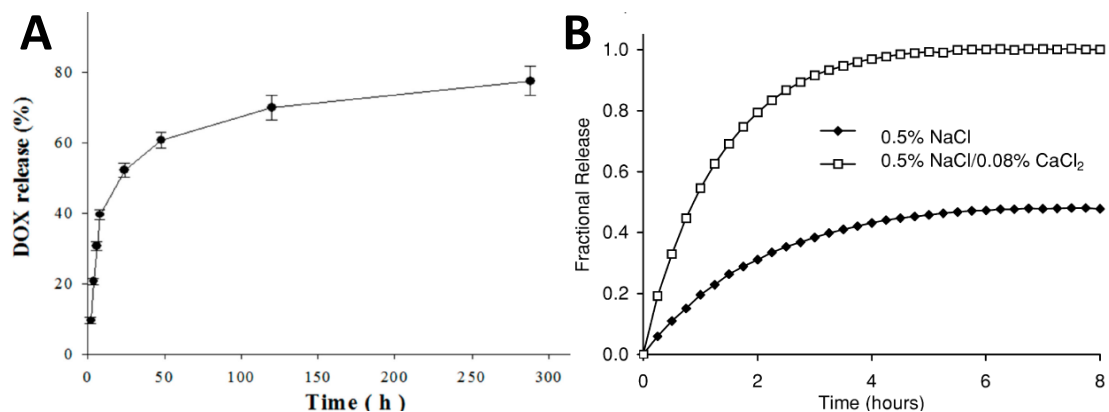 A
DOX release (%)
80
60
40
20
0
0 50 100 150 200 250 300
Time ( h )
B
Fractional Release
1.0
0.8
0.6
0.4
0.2
0.0
0.5% NaCl
0.5% NaCl/0.08% CaCl₂
0 2 4 6 8
Time (hours)